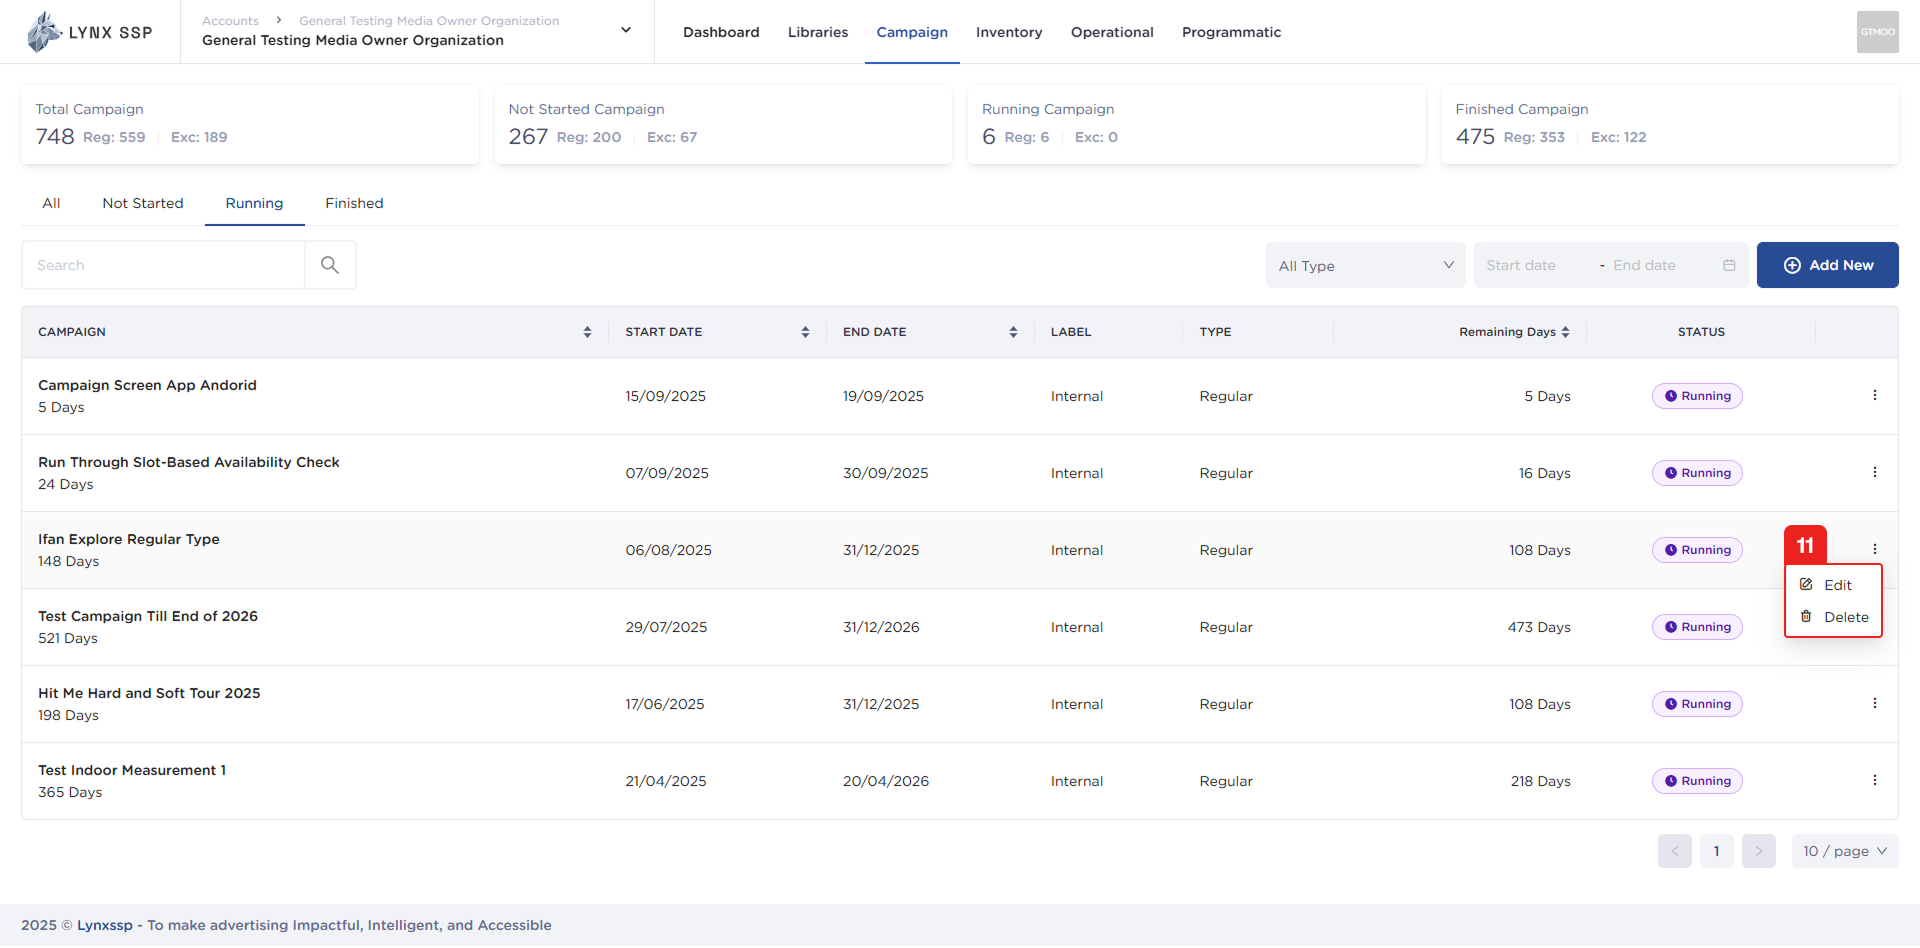 LYNX SSP
Accounts > General Testing Media Owner Organization
General Testing Media Owner Organization
Dashboard Libraries Campaign Inventory Operational Programmatic
GTMOO
Total Campaign
748 Reg: 559 Exc: 189
Not Started Campaign
267 Reg: 200 Exc: 67
Running Campaign
6 Reg: 6 Exc: 0
Finished Campaign
475 Reg: 353 Exc: 122
All Not Started Running Finished
Search
All Type
Start date - End date
Add New
CAMPAIGN START DATE END DATE LABEL TYPE Remaining Days STATUS
Campaign Screen App Andorid
5 Days
15/09/2025 19/09/2025 Internal Regular 5 Days Running
Run Through Slot-Based Availability Check
24 Days
07/09/2025 30/09/2025 Internal Regular 16 Days Running
Ifan Explore Regular Type
148 Days
06/08/2025 31/12/2025 Internal Regular 108 Days Running
11
Edit
Delete
Test Campaign Till End of 2026
521 Days
29/07/2025 31/12/2026 Internal Regular 473 Days Running
Hit Me Hard and Soft Tour 2025
198 Days
17/06/2025 31/12/2025 Internal Regular 108 Days Running
Test Indoor Measurement 1
365 Days
21/04/2025 20/04/2026 Internal Regular 218 Days Running
< 1 > 10 / page
2025 © Lynxssp - To make advertising Impactful, Intelligent, and Accessible